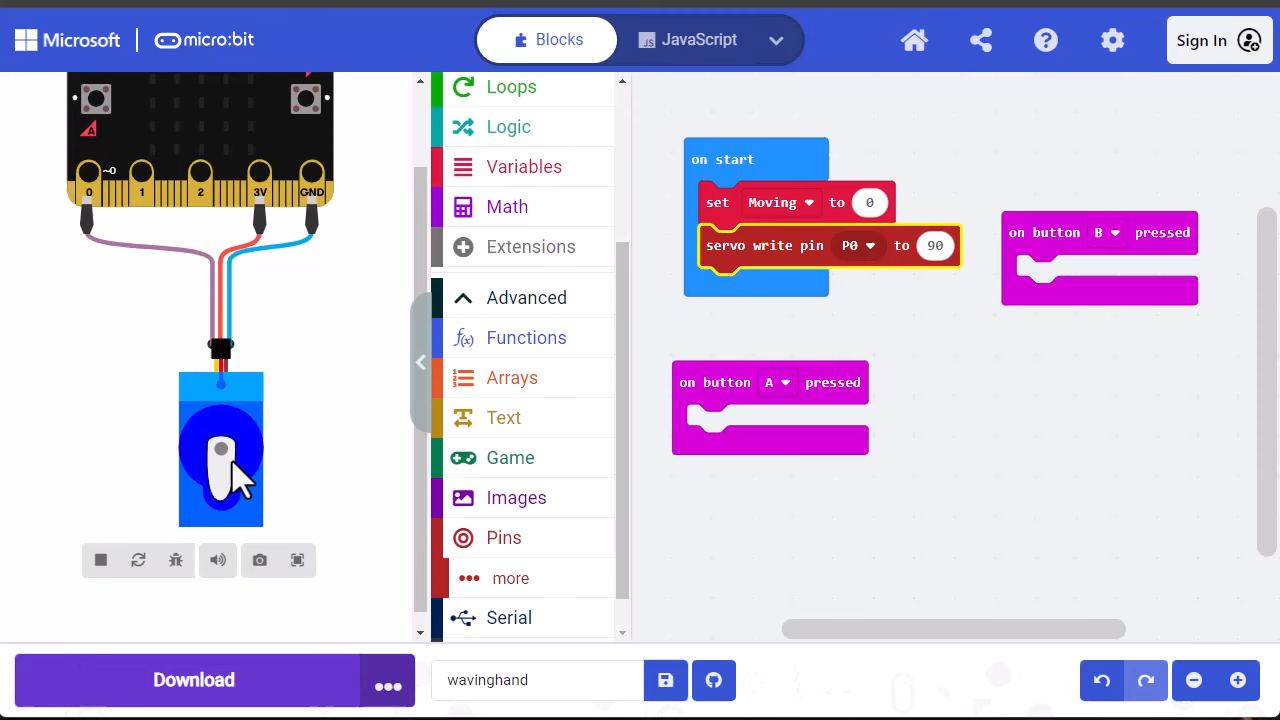 Microsoft
micro:bit
Blocks
JS JavaScript
Sign In
A
~0
0 1 2 3V GND
Loops
Logic
Variables
Math
Extensions
Advanced
Functions
Arrays
Text
Game
Images
Pins
more
Serial
on start
set Moving to 0
servo write pin P0 to 90
on button B pressed
on button A pressed
Download
wavinghand